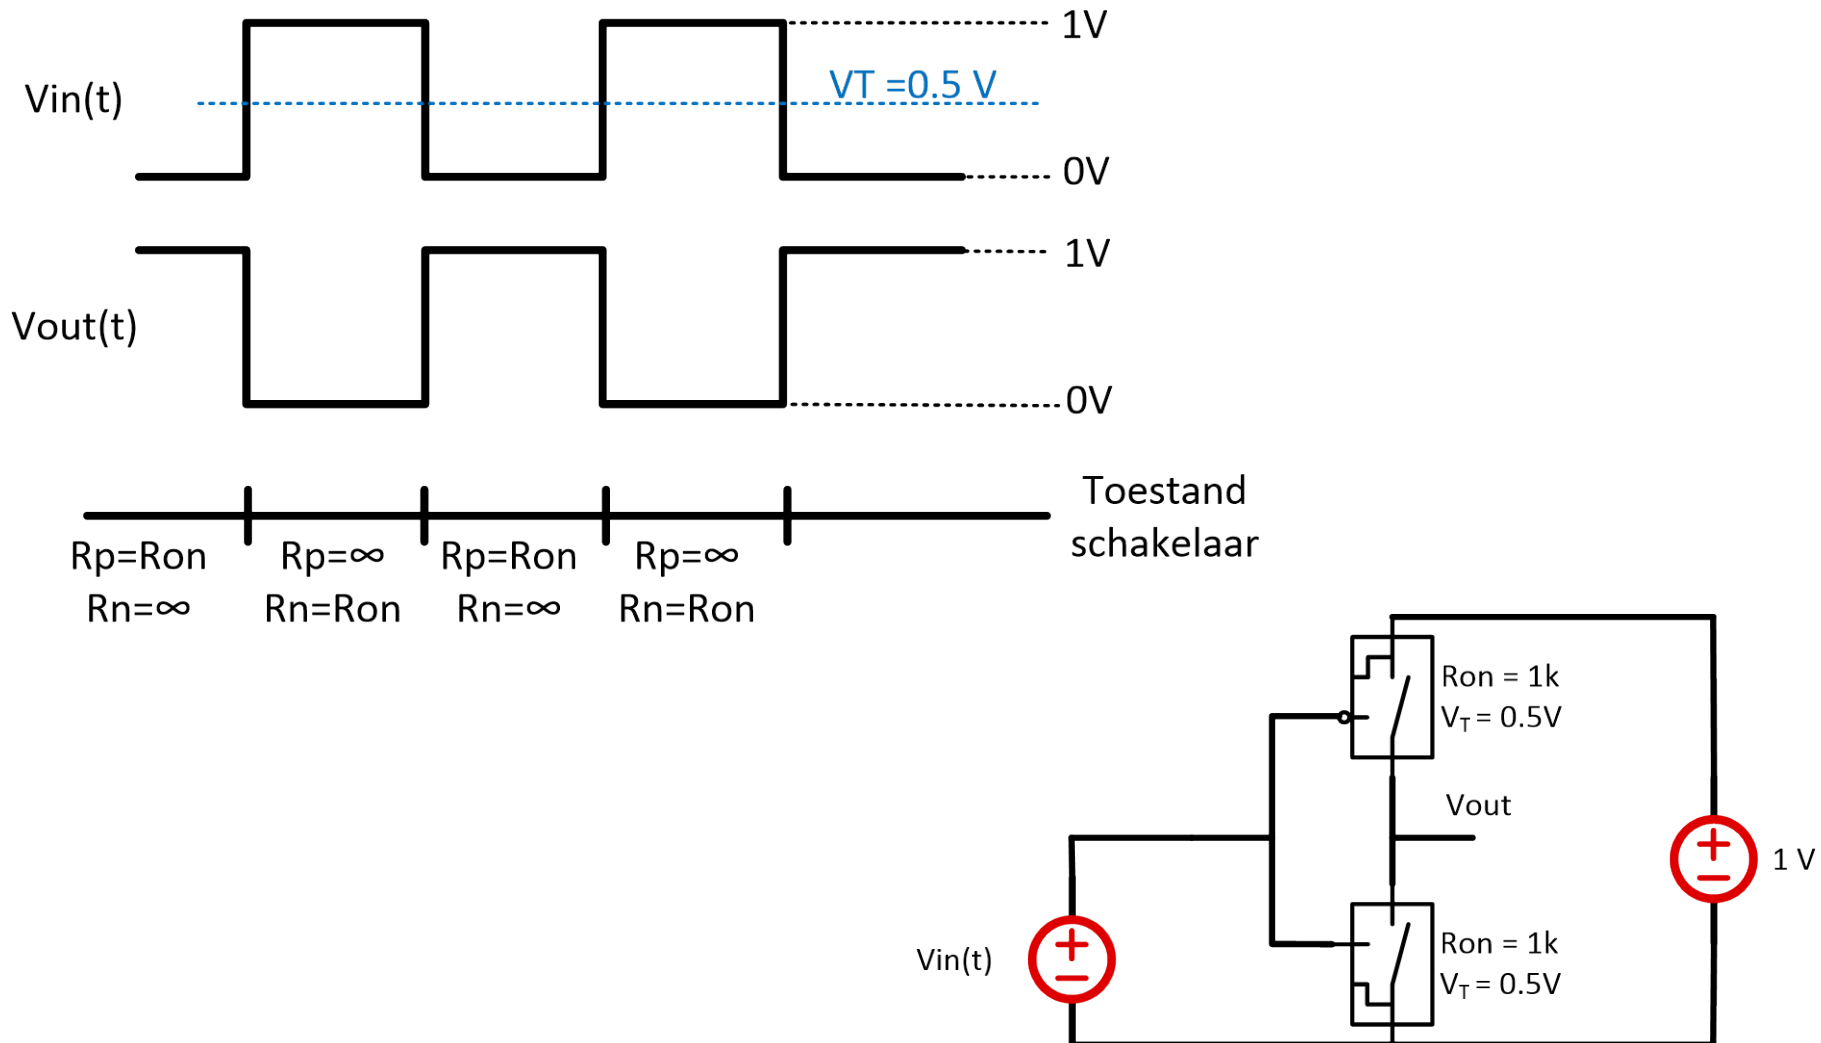 1V
Vin(t)
VT =0.5 V
0V
1V
Vout(t)
0V
Toestand
schakelaar
Rp=Ron Rp=∞ Rp=Ron Rp=∞
Rn=∞ Rn=Ron Rn=∞ Rn=Ron
Ron = 1k
VT = 0.5V
Vout
1 V
Ron = 1k
VT = 0.5V
Vin(t)